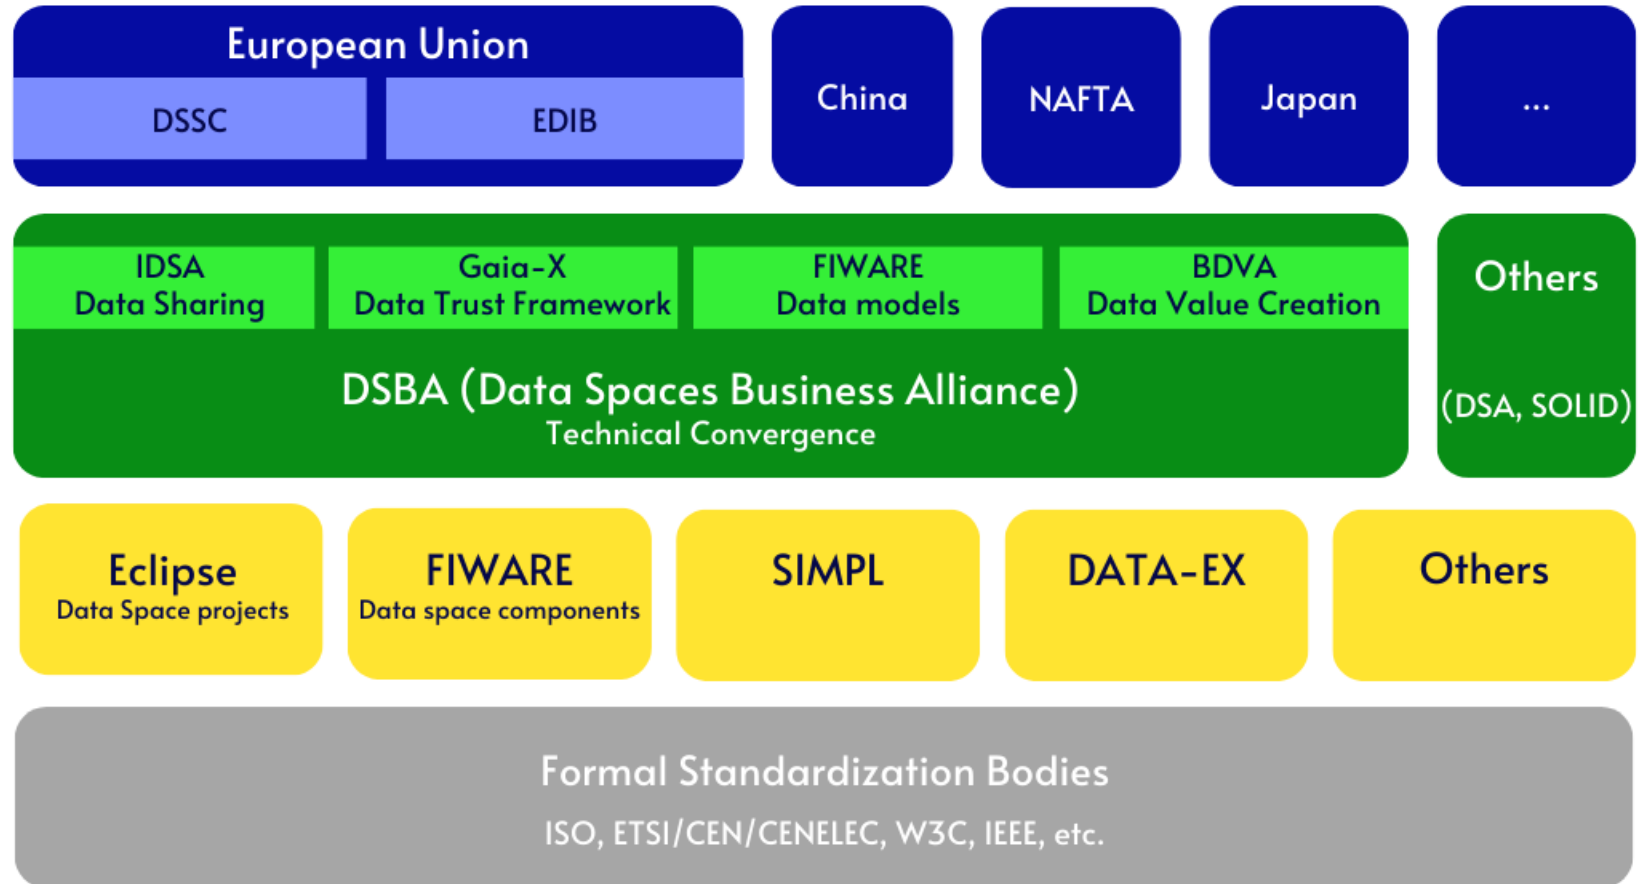 European Union
DSSC
EDIB
China
NAFTA
Japan
...
IDSA
Data Sharing
Gaia-X
Data Trust Framework
FIWARE
Data models
BDVA
Data Value Creation
DSBA (Data Spaces Business Alliance)
Technical Convergence
Others
(DSA, SOLID)
Eclipse
Data Space projects
FIWARE
Data space components
SIMPL
DATA-EX
Others
Formal Standardization Bodies
ISO, ETSI/CEN/CENELEC, W3C, IEEE, etc.